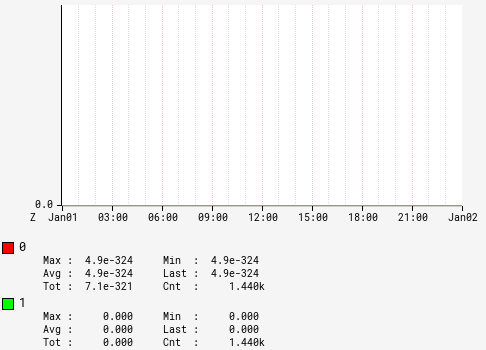 0.0
Z Jan01 03:00 06:00 09:00 12:00 15:00 18:00 21:00 Jan02
0
Max : 4.9e-324 Min : 4.9e-324
Avg : 4.9e-324 Last : 4.9e-324
Tot : 7.1e-321 Cnt : 1.440k
1
Max : 0.000 Min : 0.000
Avg : 0.000 Last : 0.000
Tot : 0.000 Cnt : 1.440k